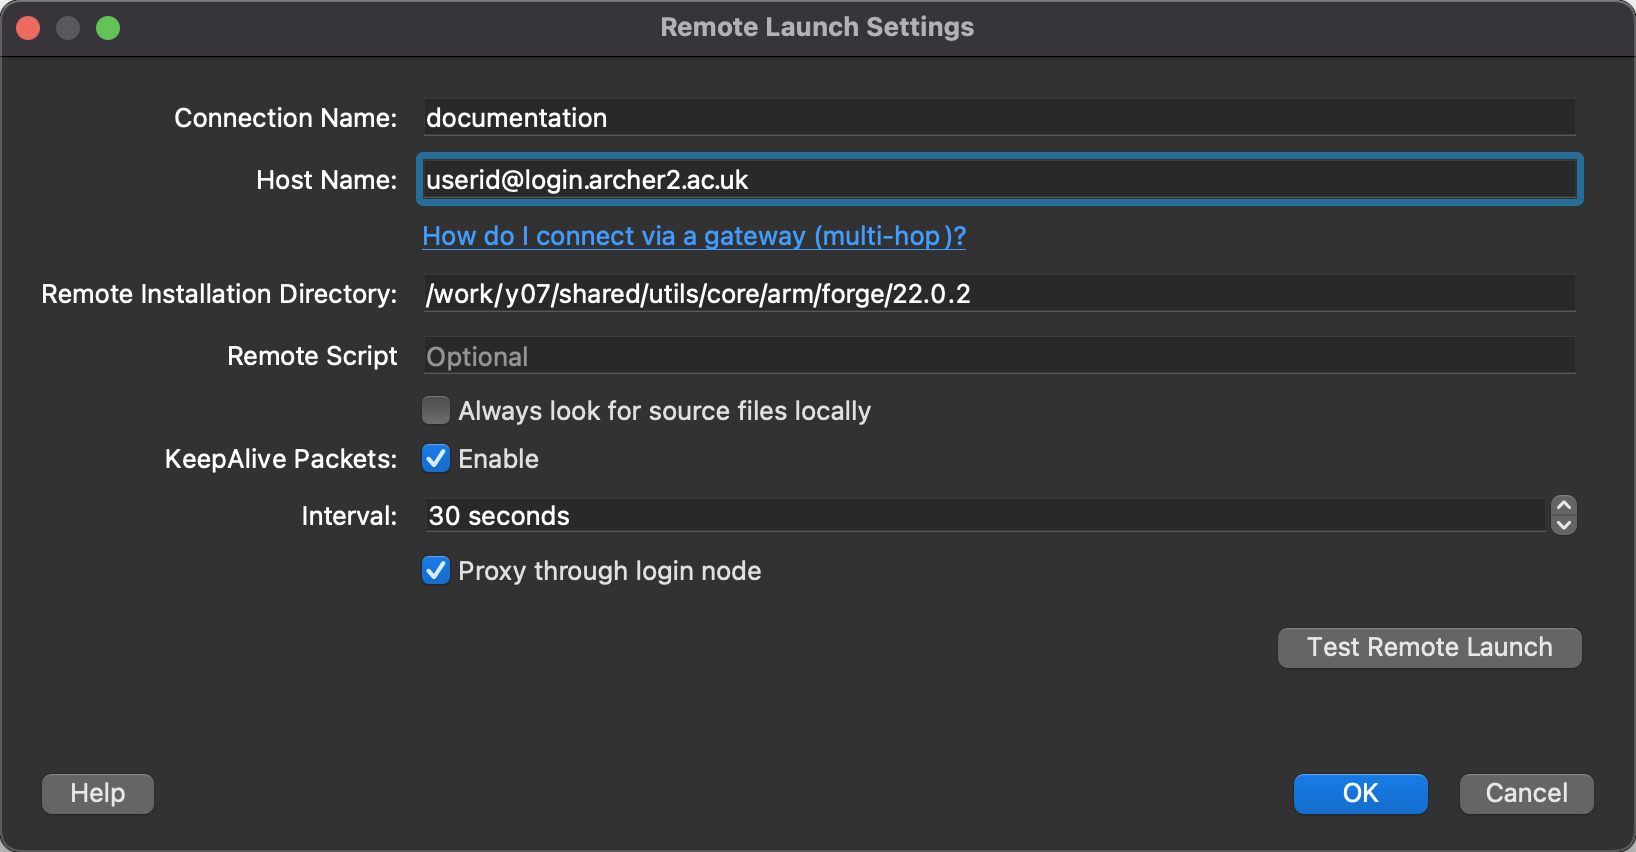 Remote Launch Settings
Connection Name: documentation
Host Name: userid@login.archer2.ac.uk
How do I connect via a gateway (multi-hop)?
Remote Installation Directory: /work/y07/shared/utils/core/arm/forge/22.0.2
Remote Script Optional
Always look for source files locally
KeepAlive Packets: Enable
Interval: 30 seconds
Proxy through login node
Test Remote Launch
Help OK Cancel